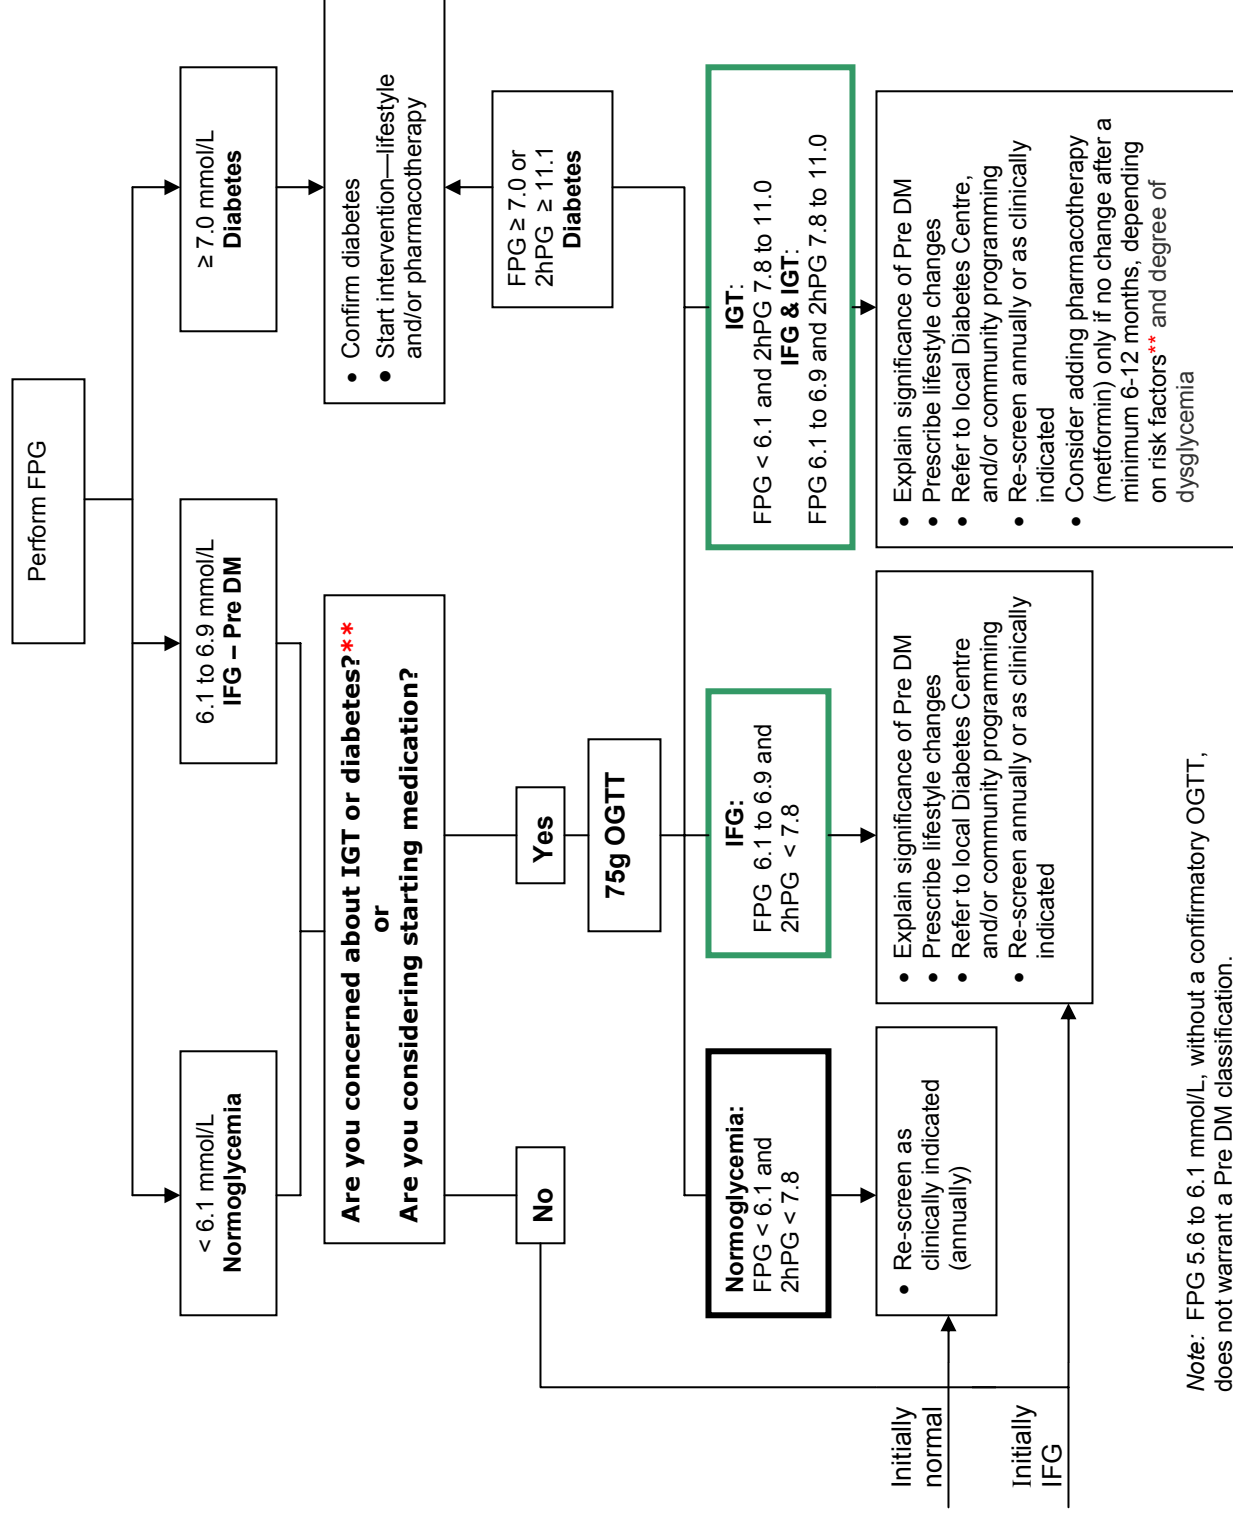 Perform FPG
< 6.1 mmol/L
Normoglycemia
6.1 to 6.9 mmol/L
IFG – Pre DM
≥ 7.0 mmol/L
Diabetes
Are you concerned about IGT or diabetes?**
or
Are you considering starting medication?
• Confirm diabetes
• Start intervention—lifestyle
and/or pharmacotherapy
No
Yes
75g OGTT
FPG ≥ 7.0 or
2hPG ≥ 11.1
Diabetes
Normoglycemia:
FPG < 6.1 and
2hPG < 7.8
IFG:
FPG 6.1 to 6.9 and
2hPG < 7.8
IGT:
FPG < 6.1 and 2hPG 7.8 to 11.0
IFG & IGT:
FPG 6.1 to 6.9 and 2hPG 7.8 to 11.0
Initially
normal
• Re-screen as
clinically indicated
(annually)
Initially
IFG
• Explain significance of Pre DM
• Prescribe lifestyle changes
• Refer to local Diabetes Centre
and/or community programming
• Re-screen annually or as clinically
indicated
• Explain significance of Pre DM
• Prescribe lifestyle changes
• Refer to local Diabetes Centre,
and/or community programming
• Re-screen annually or as clinically
indicated
• Consider adding pharmacotherapy
(metformin) only if no change after a
minimum 6-12 months, depending
on risk factors** and degree of
dysglycemia
Note: FPG 5.6 to 6.1 mmol/L, without a confirmatory OGTT,
does not warrant a Pre DM classification.